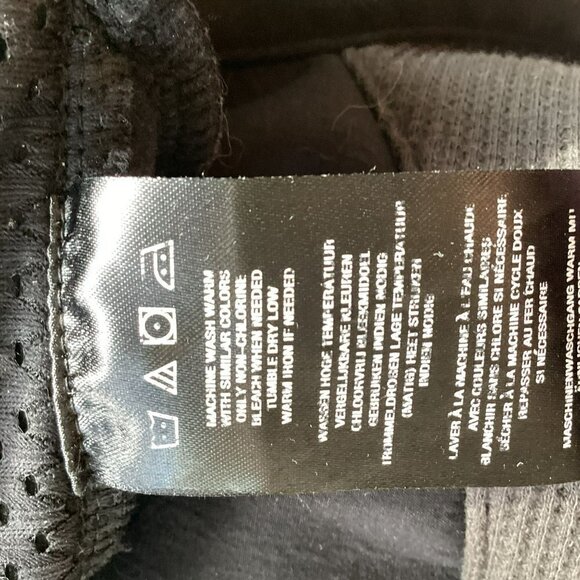 MACHINE WASH WARM
WITH SIMILAR COLORS
ONLY NON-CHLORINE
BLEACH WHEN NEEDED
TUMBLE DRY LOW
WARM IRON IF NEEDED
WASSEN HOGE TEMPERATUUR
VERGELIJKBARE KLEUREN
CHLOORVRIJ BLEEKMIDDEL
GEBRUIKEN INDIEN NODIG
TROMMELDROGEN LAGE TEMPERATUUR
(MATIG) HEET STRIJKEN
INDIEN NODIG
LAVER À LA MACHINE À L'EAU CHAUDE
AVEC COULEURS SIMILAIRES
BLANCHIR SANS CHLORE SI NÉCESSAIRE
SÉCHER À LA MACHINE CYCLE DOUX
REPASSER AU FER CHAUD
SI NÉCESSAIRE
MASCHINENWASCHGANG WARM MIT